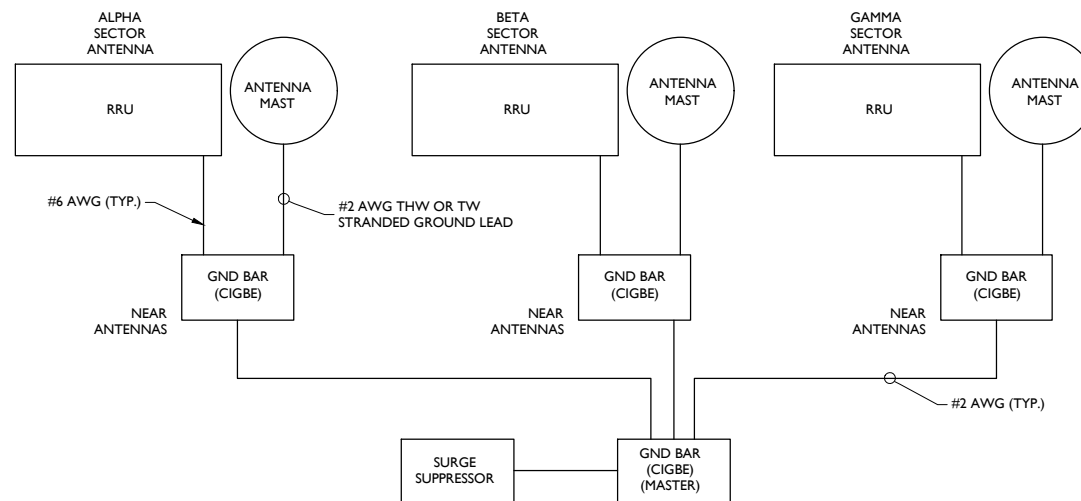 ALPHA
SECTOR
ANTENNA
BETA
SECTOR
ANTENNA
GAMMA
SECTOR
ANTENNA
RRU
ANTENNA
MAST
RRU
ANTENNA
MAST
RRU
ANTENNA
MAST
#6 AWG (TYP.)
#2 AWG THW OR TW
STRANDED GROUND LEAD
GND BAR
(CIGBE)
GND BAR
(CIGBE)
GND BAR
(CIGBE)
NEAR
ANTENNAS
NEAR
ANTENNAS
NEAR
ANTENNAS
#2 AWG (TYP.)
SURGE
SUPPRESSOR
GND BAR
(CIGBE)
(MASTER)